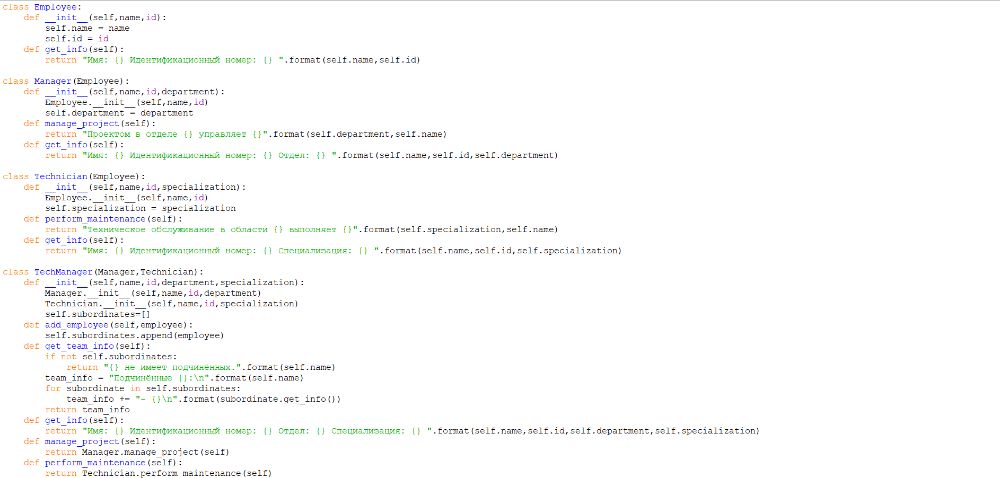 class Employee:
    def __init__(self,name,id):
        self.name = name
        self.id = id
    def get_info(self):
        return "Имя: {} Идентификационный номер: {} ".format(self.name,self.id)

class Manager(Employee):
    def __init__(self,name,id,department):
        Employee.__init__(self,name,id)
        self.department = department
    def manage_project(self):
        return "Проектом в отделе {} управляет {}".format(self.department,self.name)
    def get_info(self):
        return "Имя: {} Идентификационный номер: {} Отдел: {} ".format(self.name,self.id,self.department)

class Technician(Employee):
    def __init__(self,name,id,specialization):
        Employee.__init__(self,name,id)
        self.specialization = specialization
    def perform_maintenance(self):
        return "Техническое обслуживание в области {} выполняет {}".format(self.specialization,self.name)
    def get_info(self):
        return "Имя: {} Идентификационный номер: {} Специализация: {} ".format(self.name,self.id,self.specialization)

class TechManager(Manager,Technician):
    def __init__(self,name,id,department,specialization):
        Manager.__init__(self,name,id,department)
        Technician.__init__(self,name,id,specialization)
        self.subordinates=[]
    def add_employee(self,employee):
        self.subordinates.append(employee)
    def get_team_info(self):
        if not self.subordinates:
            return "{} не имеет подчинённых.".format(self.name)
        team_info = "Подчинённые {}:\n".format(self.name)
        for subordinate in self.subordinates:
            team_info += "- {}\n".format(subordinate.get_info())
        return team_info
    def get_info(self):
        return "Имя: {} Идентификационный номер: {} Отдел: {} Специализация: {} ".format(self.name,self.id,self.department,self.specialization)
    def manage_project(self):
        return Manager.manage_project(self)
    def perform_maintenance(self):
        return Technician.perform_maintenance(self)